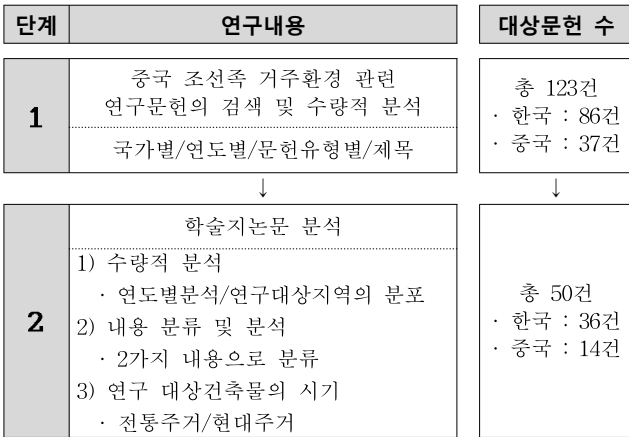 단계 연구내용 대상문헌 수
1
중국 조선족 거주환경 관련
연구문헌의 검색 및 수량적 분석
국가별/연도별/문헌유형별/제목
총 123건
· 한국 : 86건
· 중국 : 37건
↓ ↓
2
학술지논문 분석
1) 수량적 분석
· 연도별분석/연구대상지역의 분포
2) 내용 분류 및 분석
· 2가지 내용으로 분류
3) 연구 대상건축물의 시기
· 전통주거/현대주거
총 50건
· 한국 : 36건
· 중국 : 14건